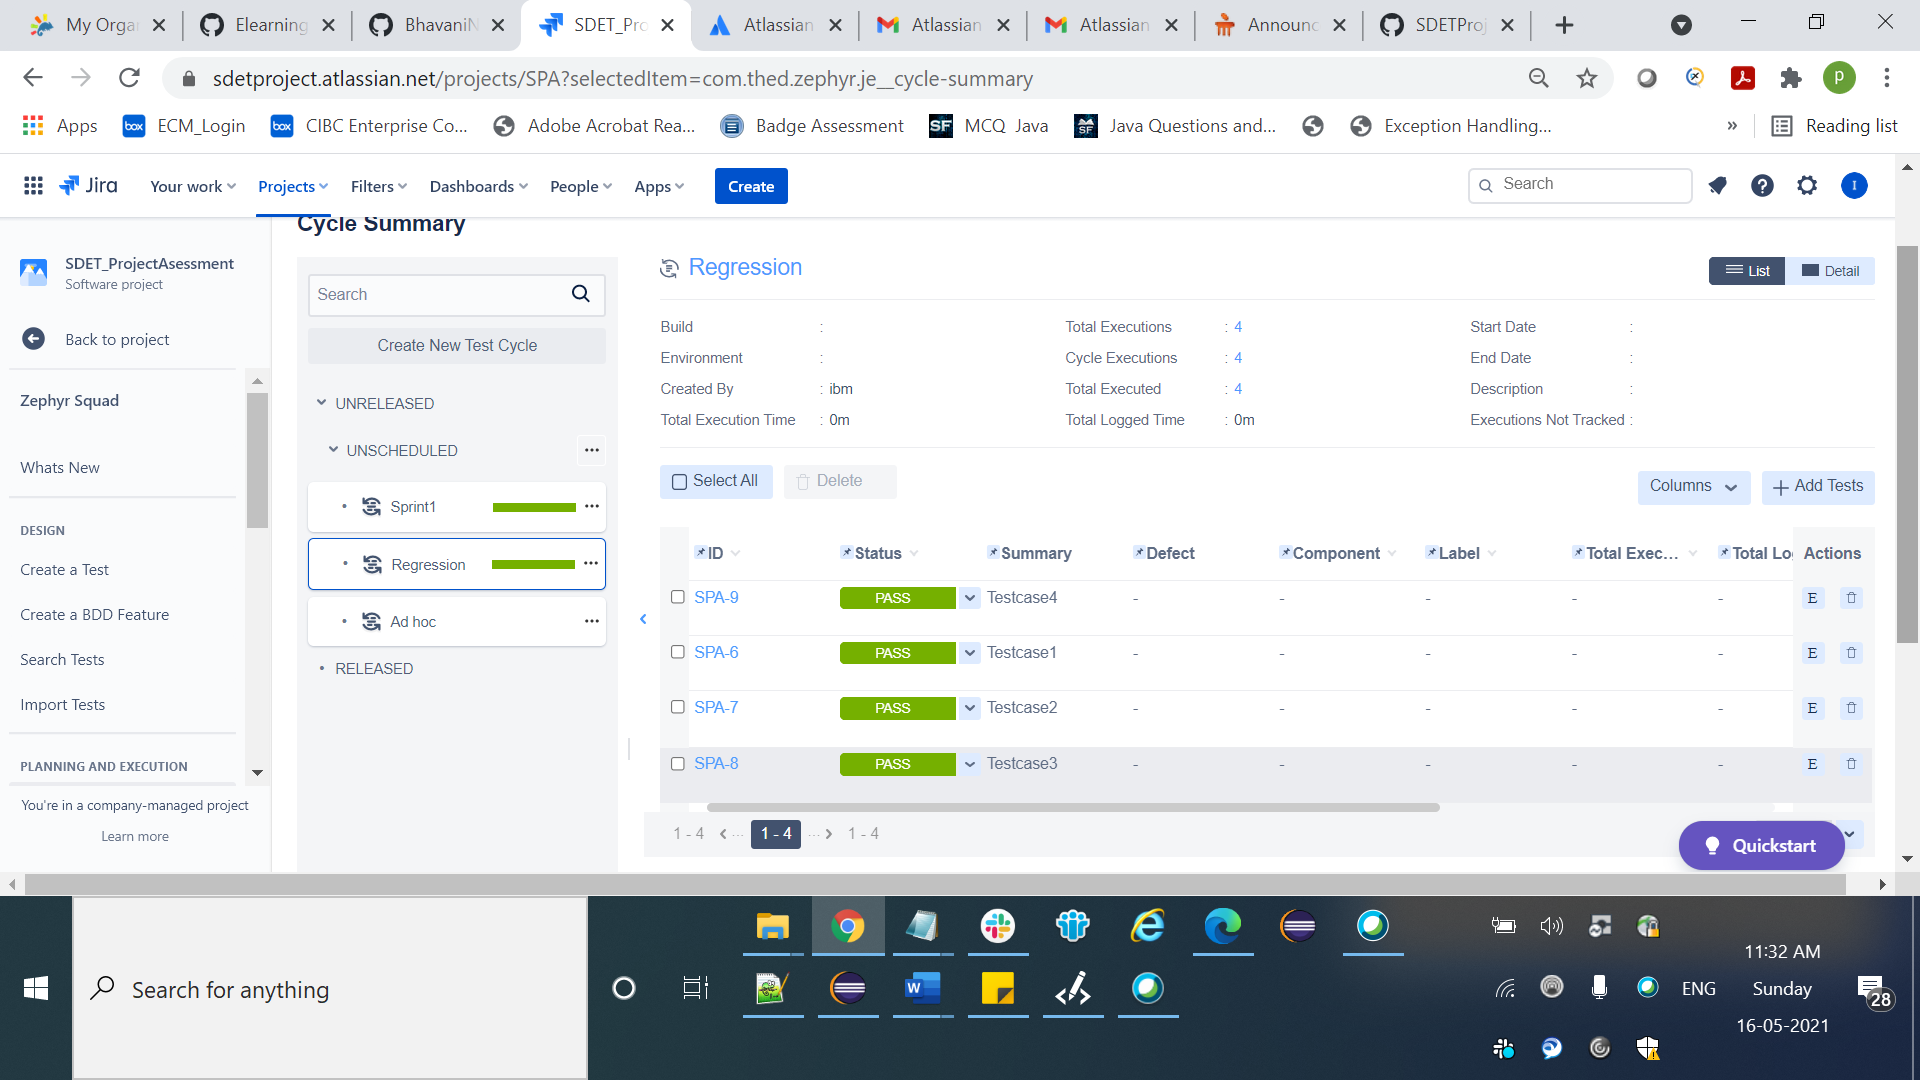 My Orga
Elearning
BhavaniN
SDET_Pro
Atlassian
Atlassian
Atlassian
Announc
SDETProj
sdetproject.atlassian.net/projects/SPA?selectedItem=com.thed.zephyr.je__cycle-summary
p
Apps
box
ECM_Login
box
CIBC Enterprise Co...
Adobe Acrobat Rea...
Badge Assessment
SF
MCQ Java
SF
Java Questions and...
Exception Handling...
»
Reading list
Jira
Your work
Projects
Filters
Dashboards
People
Apps
Create
Search
I
SDET_ProjectAsessment
Software project
Back to project
Zephyr Squad
Whats New
DESIGN
Create a Test
Create a BDD Feature
Search Tests
Import Tests
PLANNING AND EXECUTION
You're in a company-managed project
Learn more
Cycle Summary
Search
Create New Test Cycle
UNRELEASED
UNSCHEDULED
Sprint1
Regression
Ad hoc
RELEASED
Regression
List
Detail
Build :
Environment :
Created By : ibm
Total Execution Time : 0m
Total Executions : 4
Cycle Executions : 4
Total Executed : 4
Total Logged Time : 0m
Start Date :
End Date :
Description :
Executions Not Tracked :
Select All
Delete
Columns
+ Add Tests
ID Status Summary Defect Component Label Total Exec... Total Lo Actions
SPA-9 PASS Testcase4 - - - - - E
SPA-6 PASS Testcase1 - - - - - E
SPA-7 PASS Testcase2 - - - - - E
SPA-8 PASS Testcase3 - - - - - E
1 - 4 ... 1 - 4 ... 1 - 4
Quickstart
Search for anything
11:32 AM
ENG
Sunday
28
16-05-2021